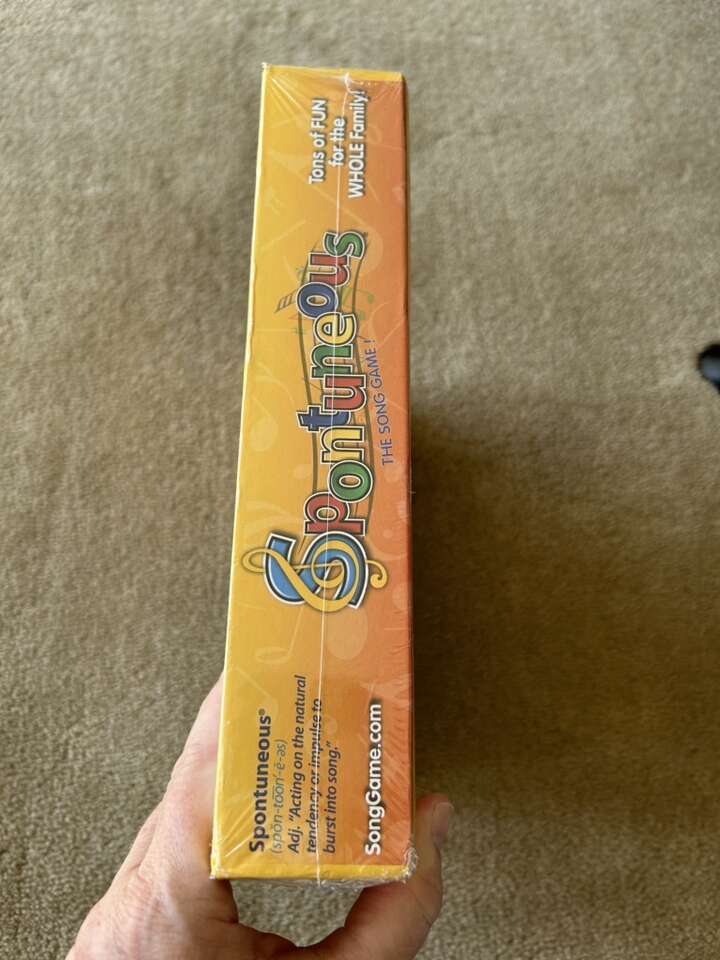 Spontuneous®
(spŏn-tōōn'-ē-əs)
Adj. "Acting on the natural
tendency or impulse to
burst into song."
SongGame.com
Spontuneous
THE SONG GAME!
Tons of FUN
for the
WHOLE Family!